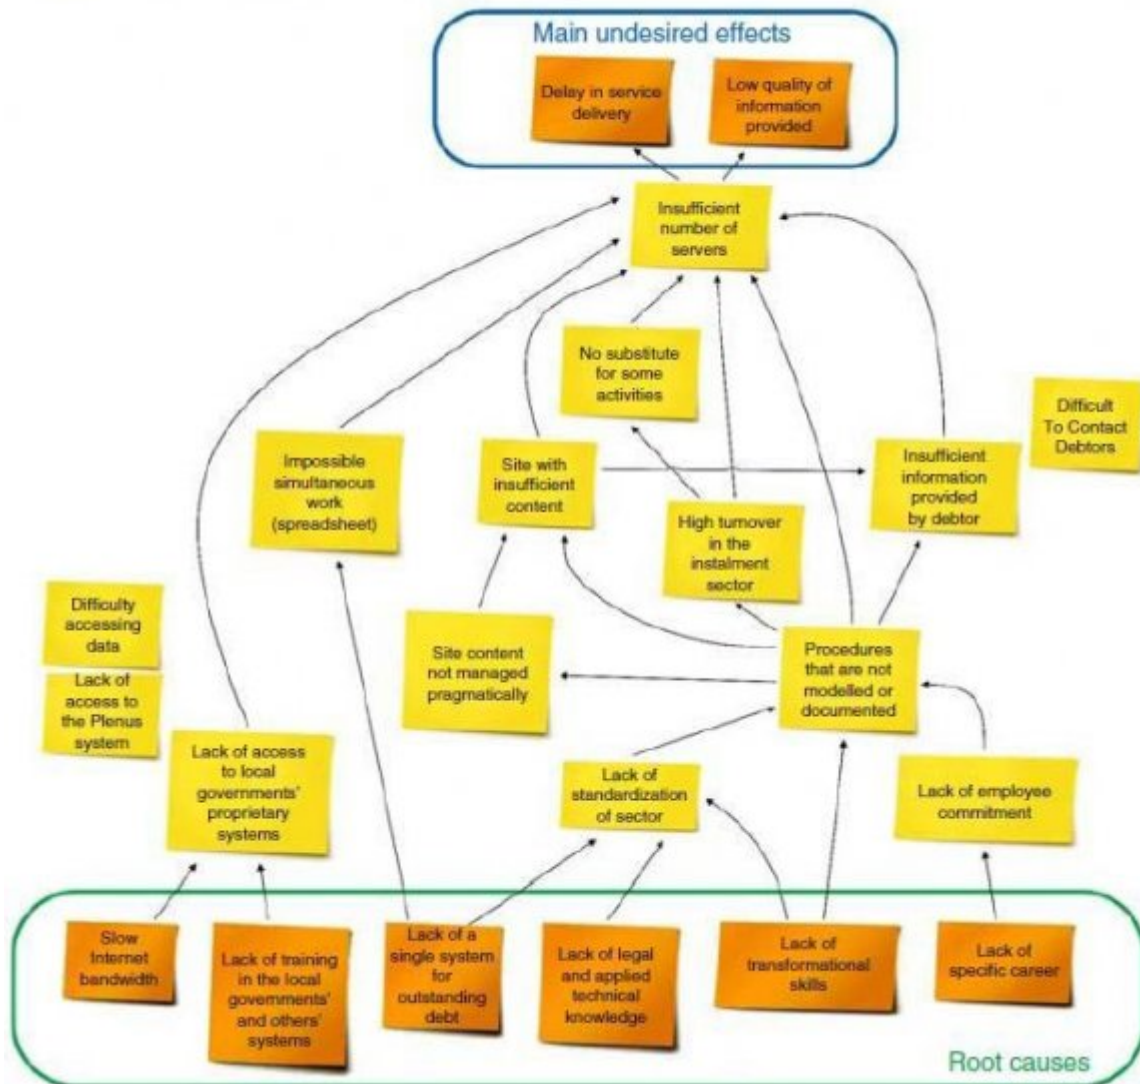 Main undesired effects
Delay in service
delivery
Low quality of
information
provided
Insufficient
number of
servers
No substitute
for some
activities
Difficult
To Contact
Debtors
Impossible
simultaneous
work
(spreadsheet)
Site with
insufficient
content
Insufficient
information
provided
by debtor
High turnover
in the
instalment
sector
Difficulty
accessing
data
Lack of
access to
the Plenus
system
Site content
not managed
pragmatically
Procedures
that are not
modelled or
documented
Lack of access
to local
governments'
proprietary
systems
Lack of
standardization
of sector
Lack of employee
commitment
Slow
Internet
bandwidth
Lack of training
in the local
governments'
and others'
systems
Lack of a
single system
for
outstanding
debt
Lack of legal
and applied
technical
knowledge
Lack of
transformational
skills
Lack of
specific career
Root causes